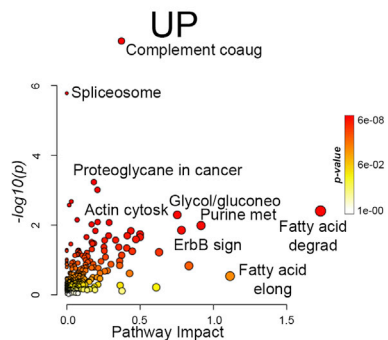 UP
Complement coaug
6
Spliceosome
6e-08
-log10(p)
4
p-value
6e-02
Proteoglycane in cancer
Glycol/gluconeo
Actin cytosk
Purine met
1e-00
2
ErbB sign
Fatty acid
degrad
Fatty acid
elong
0
0.0
0.5
1.0
1.5
Pathway Impact